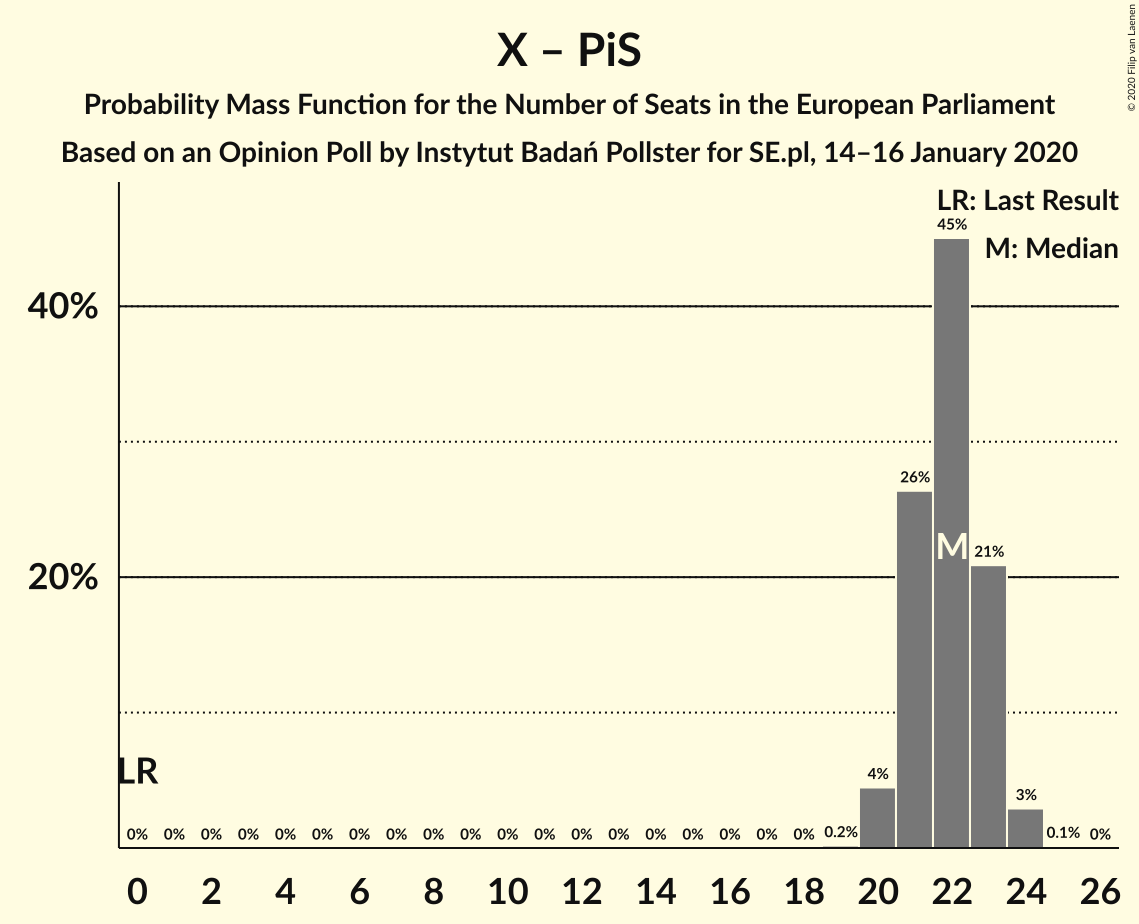 X – PiS
Probability Mass Function for the Number of Seats in the European Parliament
Based on an Opinion Poll by Instytut Badań Pollster for SE.pl, 14–16 January 2020
© 2020 Filip van Laenen
LR: Last Result
M: Median
45%
40%
26%
M
21%
20%
LR
4%
3%
0% 0% 0% 0% 0% 0% 0% 0% 0% 0% 0% 0% 0% 0% 0% 0% 0% 0% 0% 0.2% 0.1% 0%
0 2 4 6 8 10 12 14 16 18 20 22 24 26